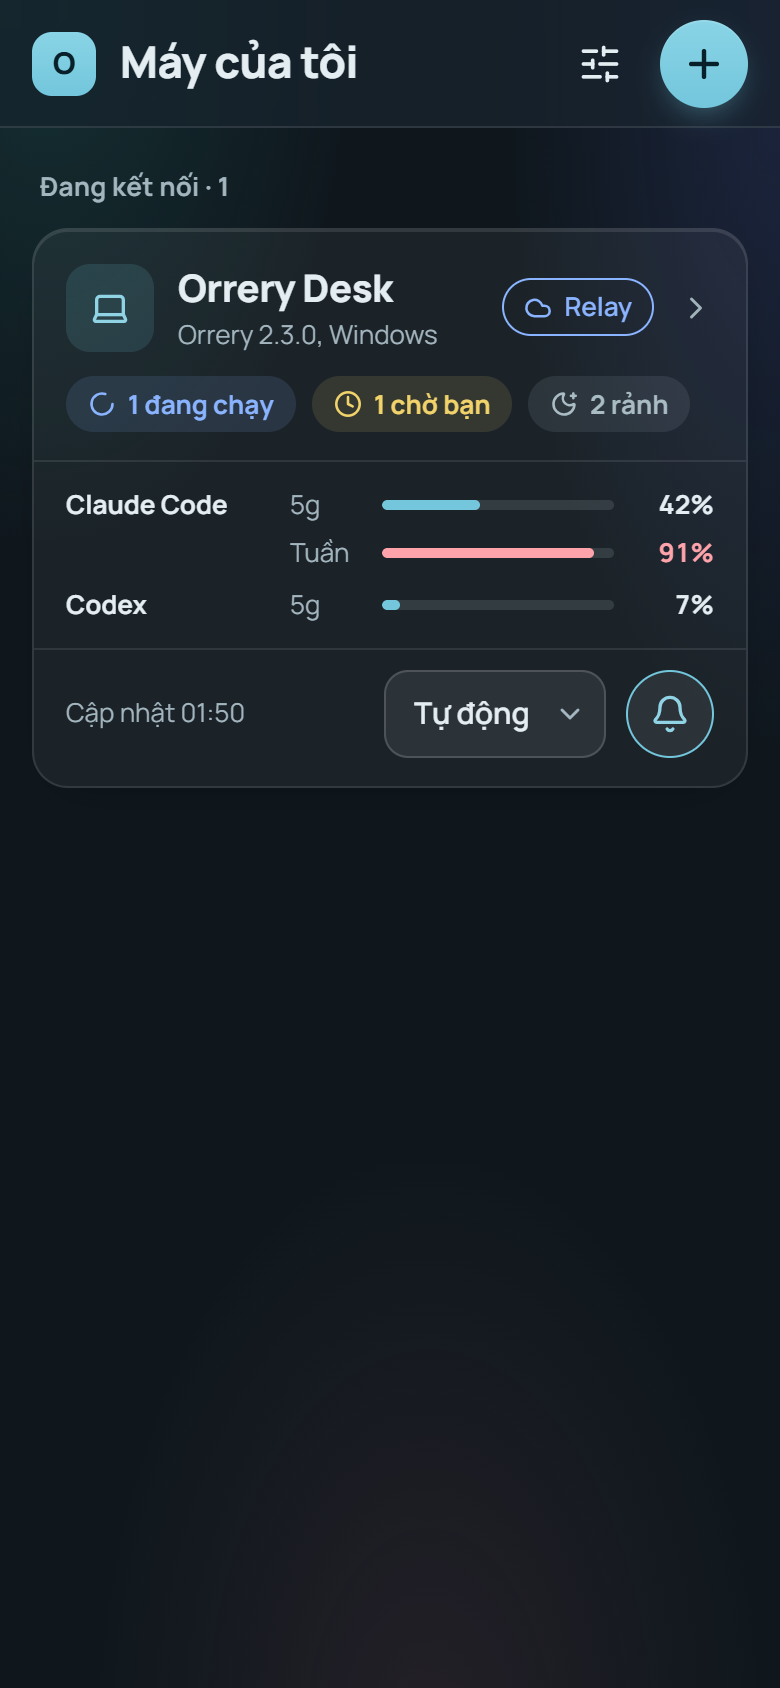 O Máy của tôi
Đang kết nối · 1
Orrery Desk
Orrery 2.3.0, Windows
Relay
1 đang chạy
1 chờ bạn
2 rảnh
Claude Code 5g 42%
Tuần 91%
Codex 5g 7%
Cập nhật 01:50
Tự động